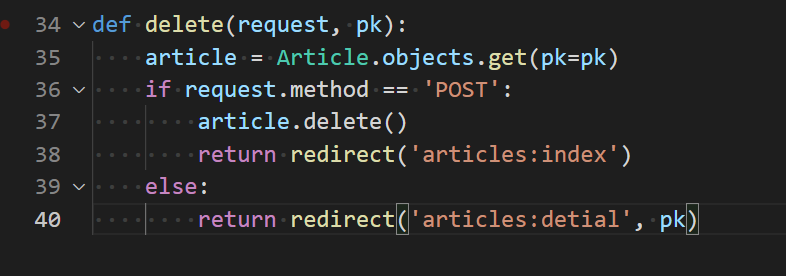 34 def delete(request, pk):
35     article = Article.objects.get(pk=pk)
36     if request.method == 'POST':
37         article.delete()
38         return redirect('articles:index')
39     else:
40         return redirect('articles:detial', pk)